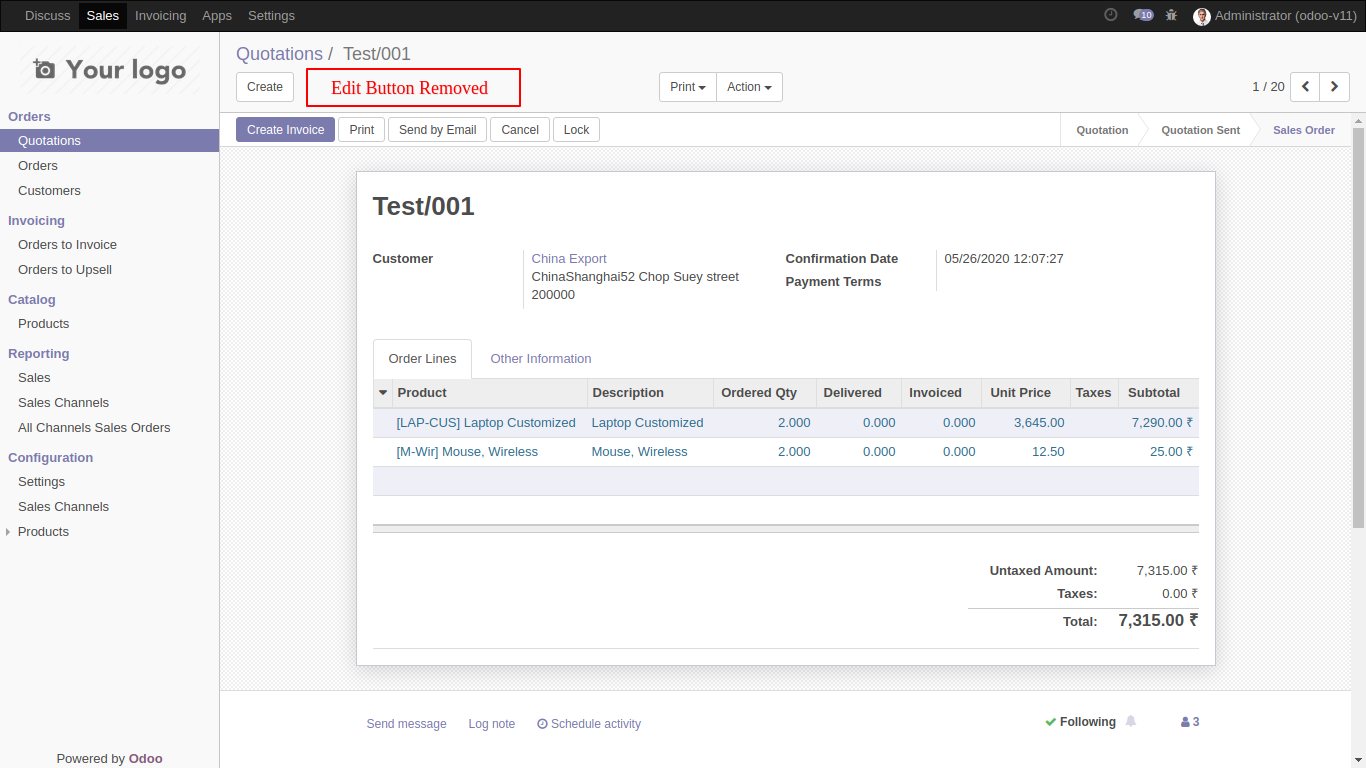 Discuss Sales Invoicing Apps Settings 10 Administrator (odoo-v11)
Your logo
Orders
Quotations
Orders
Customers
Invoicing
Orders to Invoice
Orders to Upsell
Catalog
Products
Reporting
Sales
Sales Channels
All Channels Sales Orders
Configuration
Settings
Sales Channels
Products
Powered by Odoo
Quotations / Test/001
Create Edit Button Removed Print Action 1 / 20
Create Invoice Print Send by Email Cancel Lock Quotation Quotation Sent Sales Order
Test/001
Customer China Export
ChinaShanghai52 Chop Suey street
200000
Confirmation Date 05/26/2020 12:07:27
Payment Terms
Order Lines Other Information
Product Description Ordered Qty Delivered Invoiced Unit Price Taxes Subtotal
[LAP-CUS] Laptop Customized Laptop Customized 2.000 0.000 0.000 3,645.00 7,290.00 ₹
[M-Wir] Mouse, Wireless Mouse, Wireless 2.000 0.000 0.000 12.50 25.00 ₹
Untaxed Amount: 7,315.00 ₹
Taxes: 0.00 ₹
Total: 7,315.00 ₹
Send message Log note Schedule activity Following 3